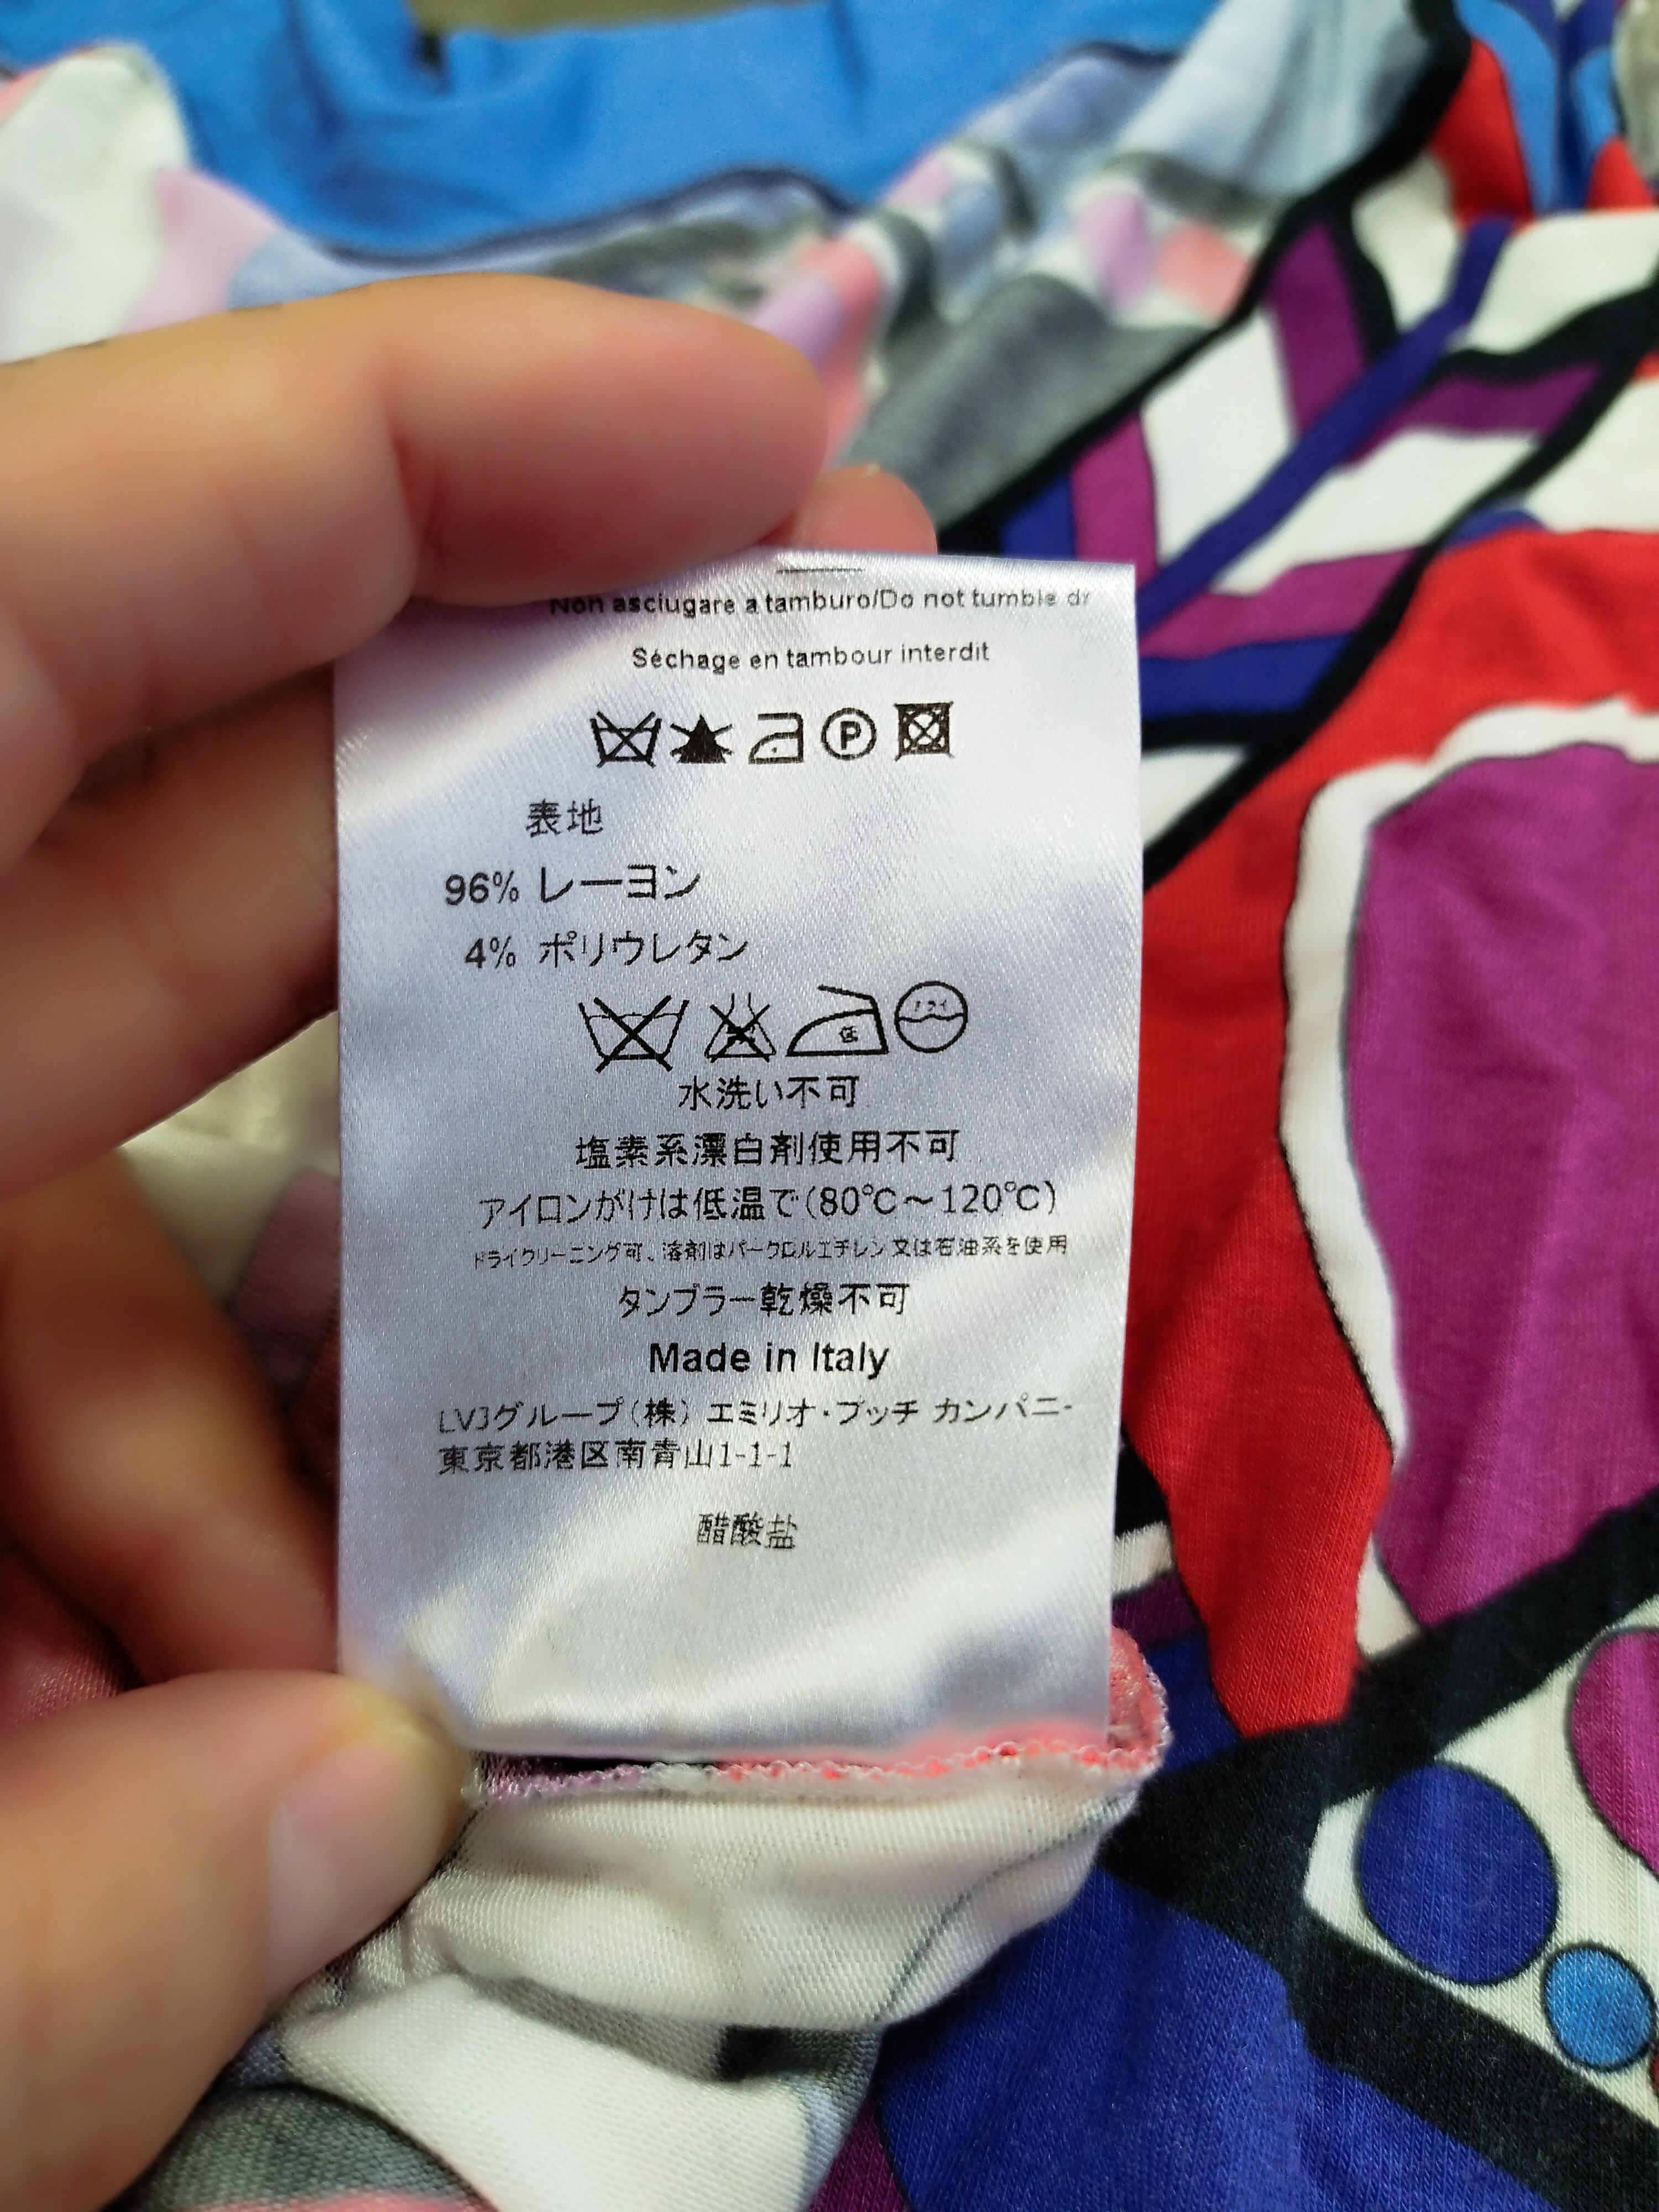 Non asciugare a tamburo/Do not tumble dr
Séchage en tambour interdit
P
表地
96% レーヨン
4% ポリウレタン
低 ドライ
水洗い不可
塩素系漂白剤使用不可
アイロンがけは低温で(80℃～120℃)
ドライクリーニング可、溶剤はパークロルエチレン又は石油系を使用
タンブラー乾燥不可
Made in Italy
LVJグループ(株) エミリオ・プッチ カンパニー
東京都港区南青山1-1-1
醋酸盐